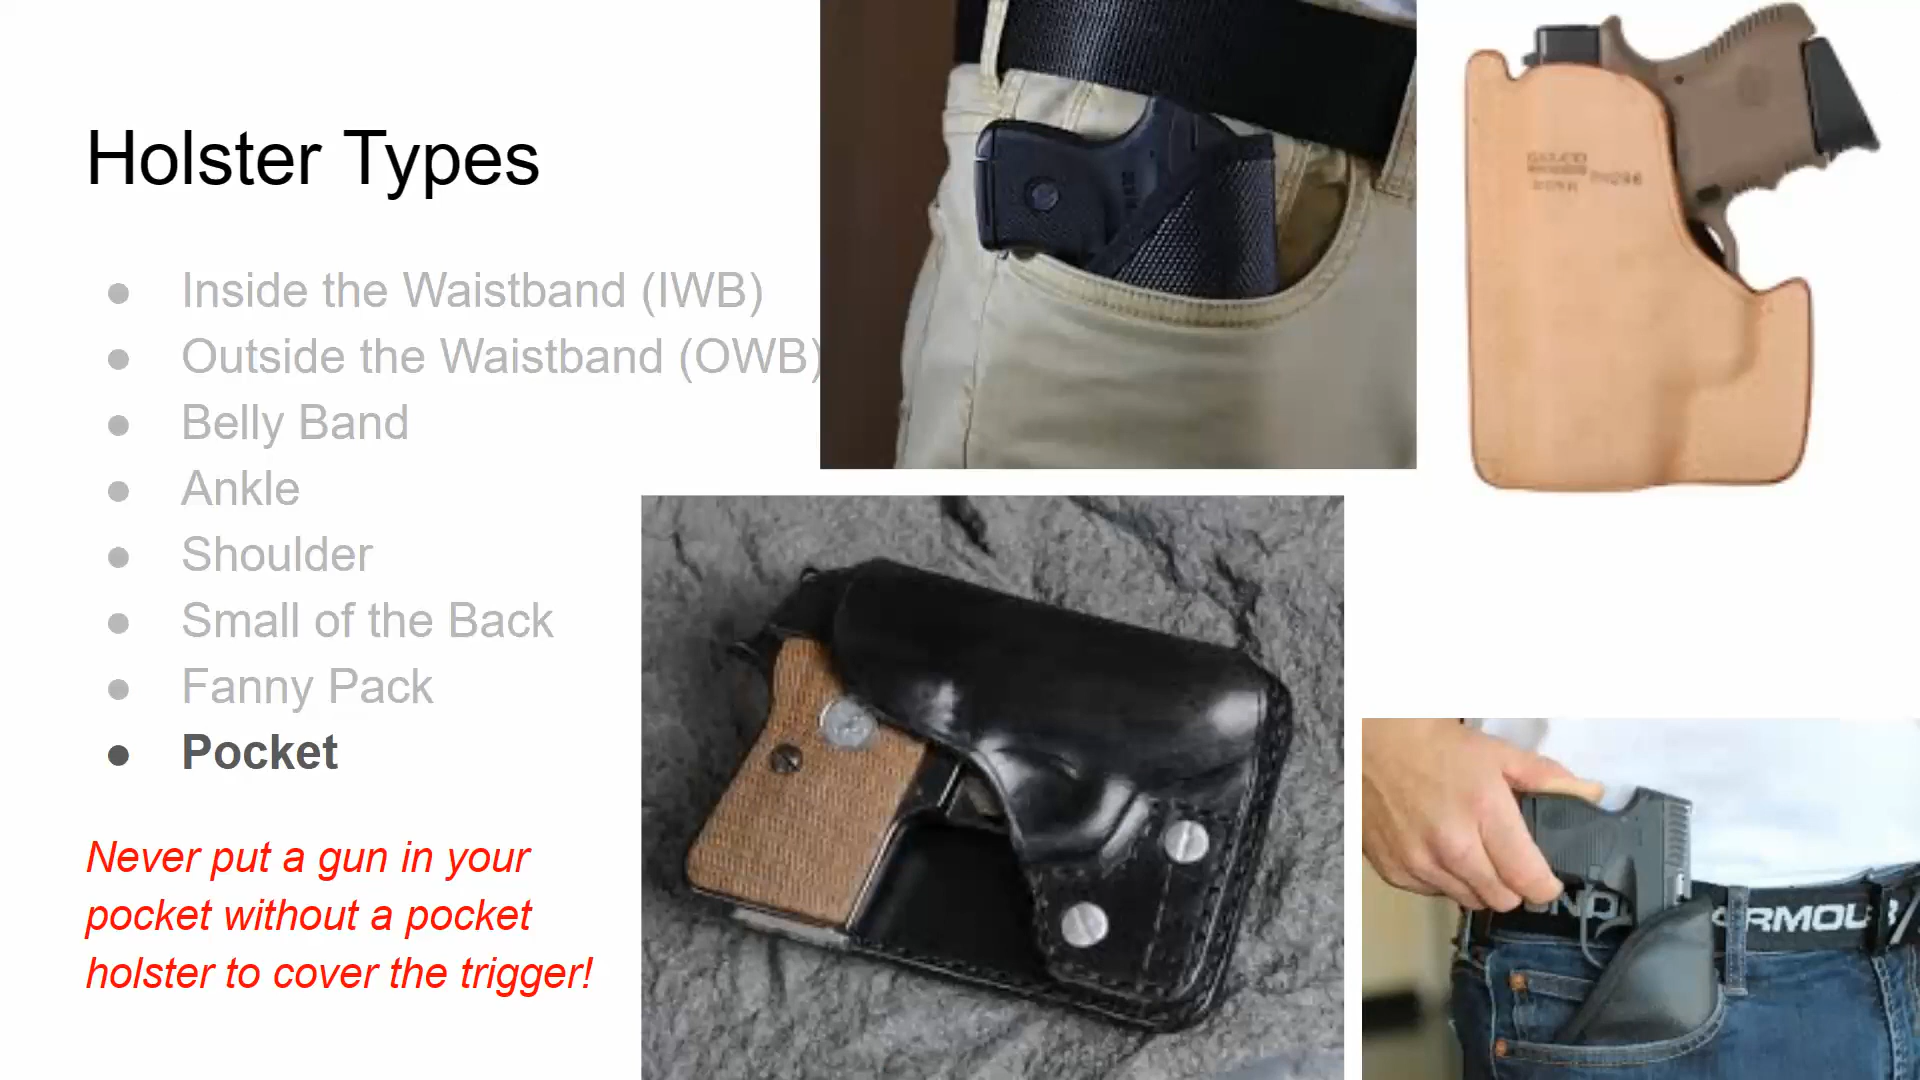 Holster Types
● Inside the Waistband (IWB)
● Outside the Waistband (OWB)
● Belly Band
● Ankle
● Shoulder
● Small of the Back
● Fanny Pack
● Pocket
Never put a gun in your
pocket without a pocket
holster to cover the trigger!
ARMOUR